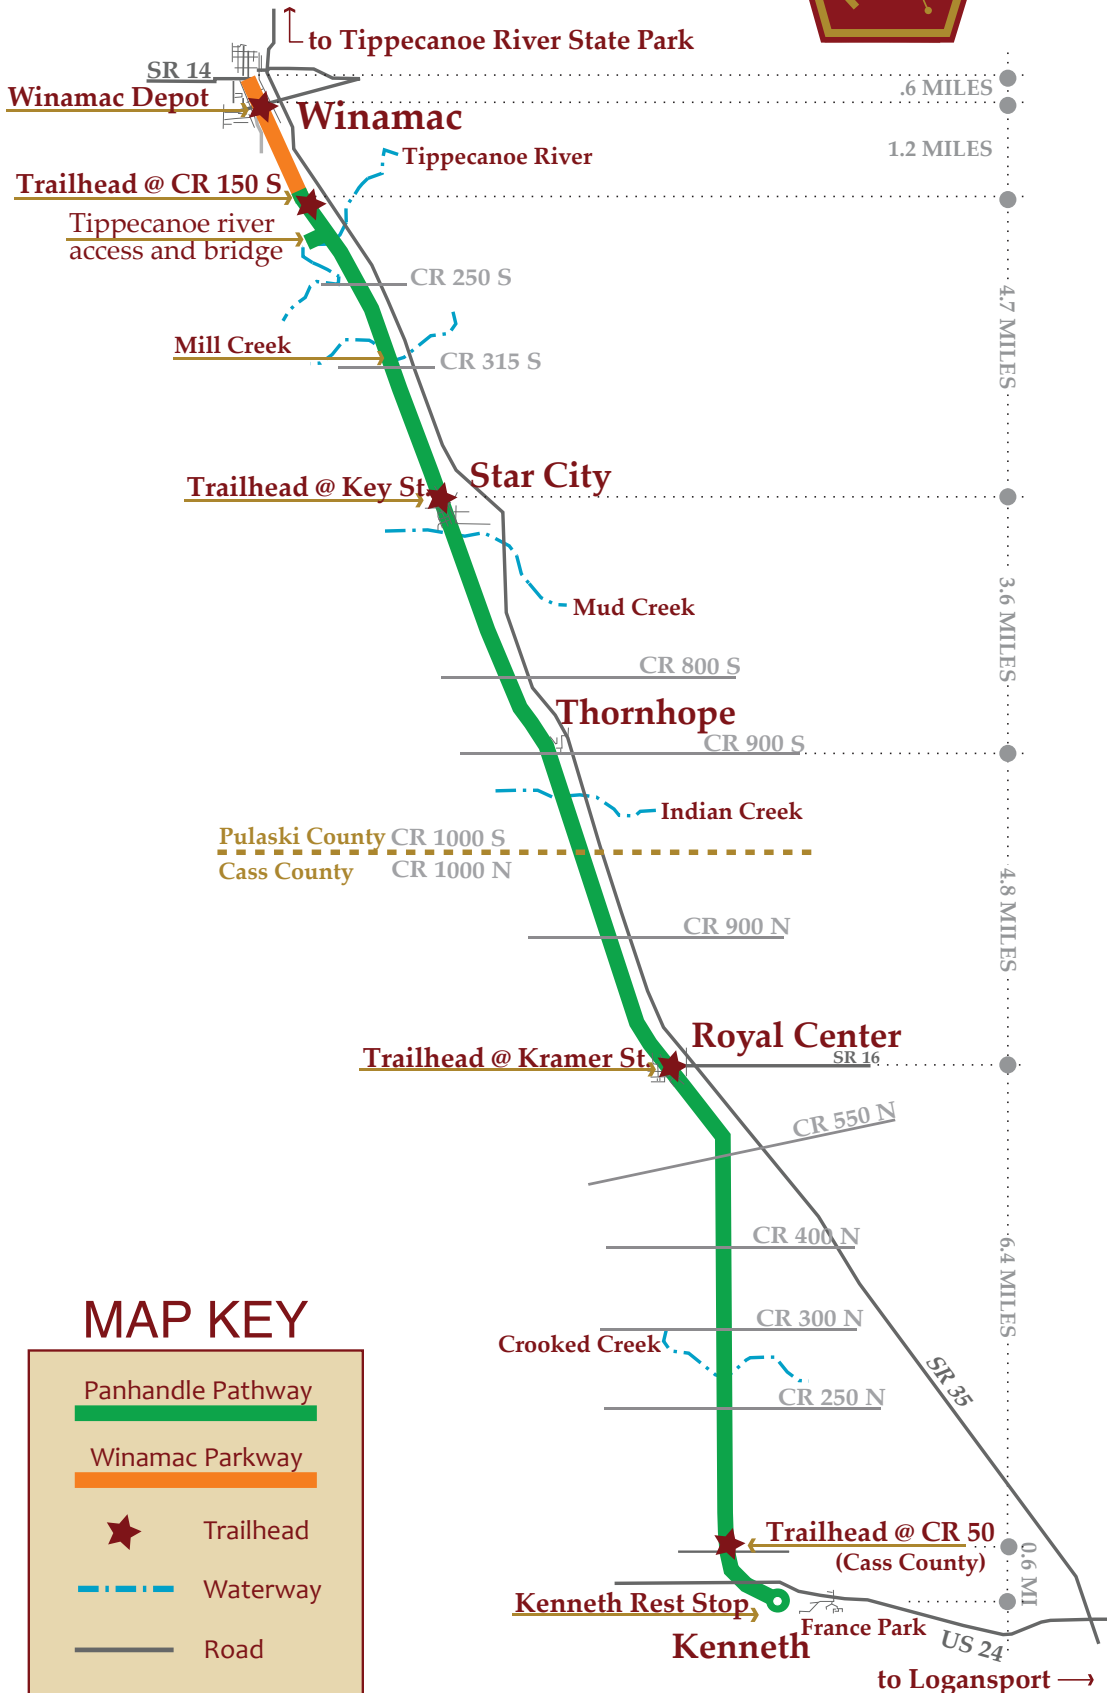 to Tippecanoe River State Park
SR 14
.6 MILES
Winamac Depot
Winamac
1.2 MILES
Tippecanoe River
Trailhead @ CR 150 S
Tippecanoe river
access and bridge
CR 250 S
4.7 MILES
Mill Creek
CR 315 S
Star City
Trailhead @ Key St.
Mud Creek
3.6 MILES
CR 800 S
Thornhope
CR 900 S
Indian Creek
Pulaski County
CR 1000 S
Cass County
CR 1000 N
4.8 MILES
CR 900 N
Royal Center
SR 16
Trailhead @ Kramer St.
CR 550 N
CR 400 N
6.4 MILES
CR 300 N
Crooked Creek
SR 35
CR 250 N
Trailhead @ CR 50
(Cass County)
0.6 MI
Kenneth Rest Stop
France Park
Kenneth
US 24
to Logansport
MAP KEY
Panhandle Pathway
Winamac Parkway
Trailhead
Waterway
Road